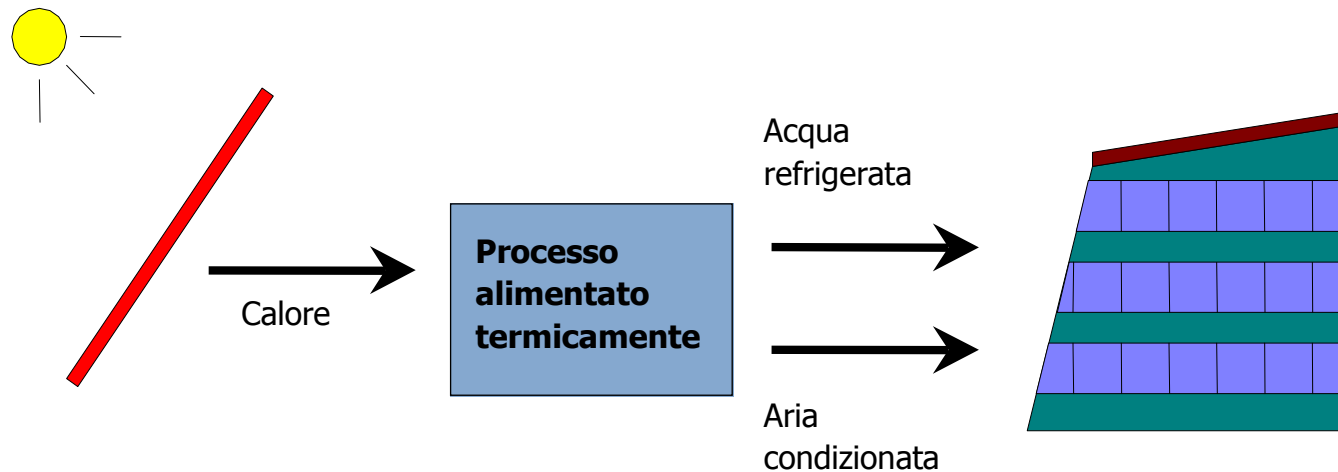 Acqua
refrigerata
Processo
alimentato
termicamente
Calore
Aria
condizionata